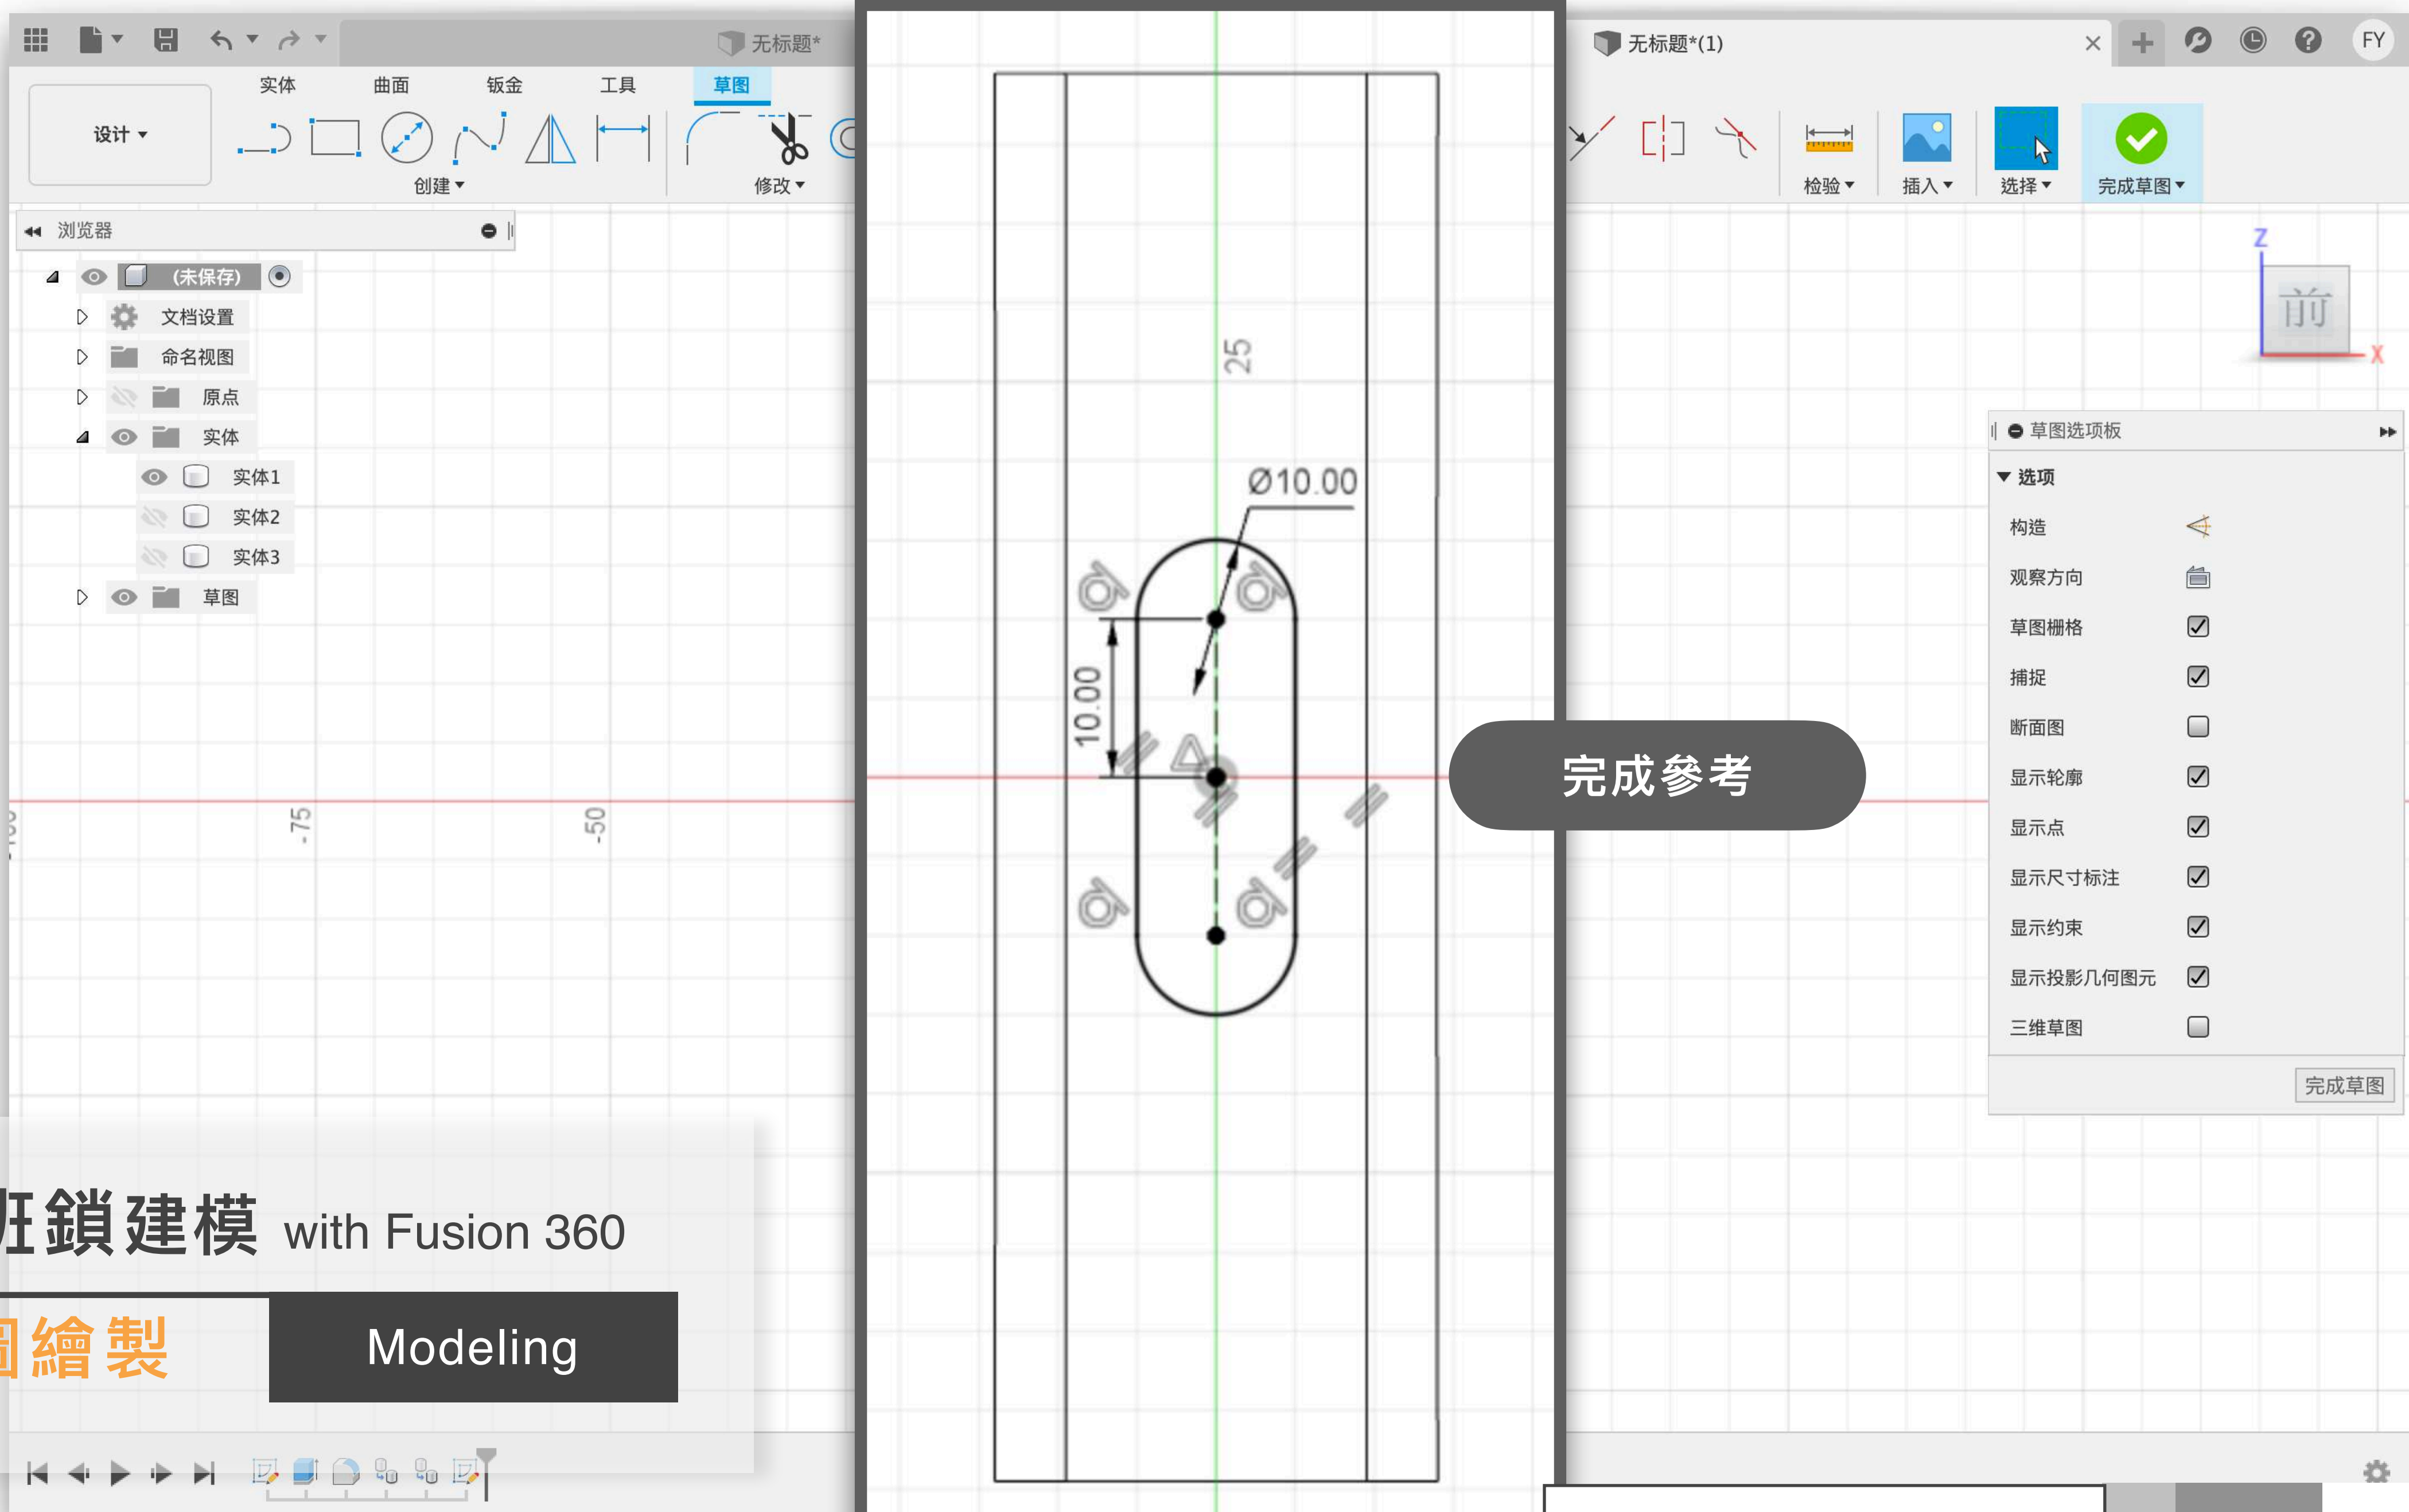 无标题*
无标题*(1)
FY
实体
曲面
钣金
工具
草图
设计
创建
修改
检验
插入
选择
完成草图
浏览器
(未保存)
文档设置
命名视图
原点
实体
实体1
实体2
实体3
草图
-75
-50
25
Ø10.00
10.00
完成參考
Z
前
X
草图选项板
选项
构造
观察方向
草图栅格
捕捉
断面图
显示轮廓
显示点
显示尺寸标注
显示约束
显示投影几何图元
三维草图
完成草图
鎖建模 with Fusion 360
繪製
Modeling